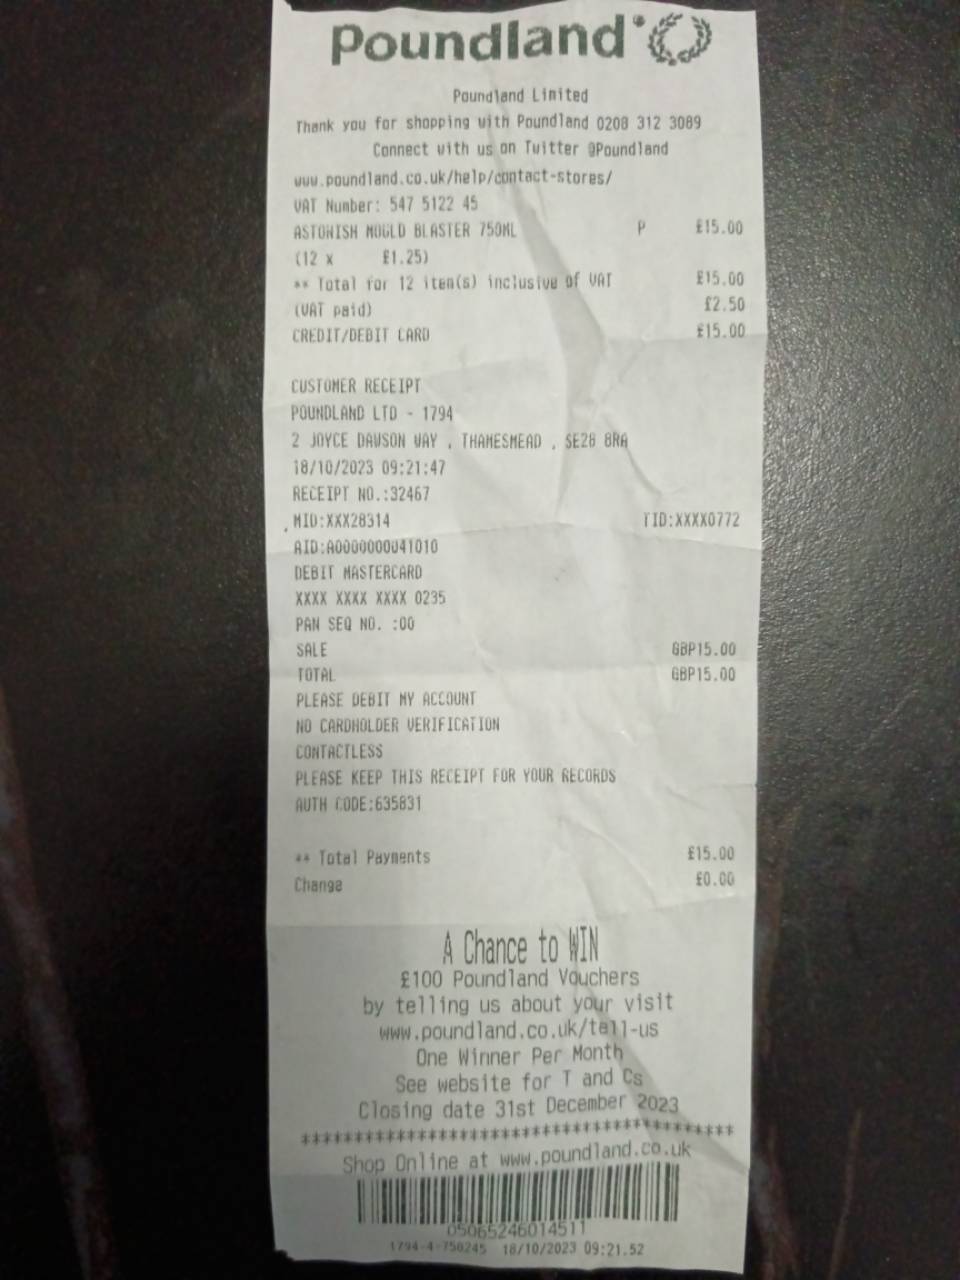 Poundland
Poundland Limited
Thank you for shopping with Poundland 0208 312 3089
Connect with us on Twitter @Poundland
www.poundland.co.uk/help/contact-stores/
VAT Number: 547 5122 45
ASTONISH MOULD BLASTER 750ML P £15.00
(12 x £1.25)
** Total for 12 item(s) inclusive of VAT £15.00
(VAT paid) £2.50
CREDIT/DEBIT CARD £15.00
CUSTOMER RECEIPT
POUNDLAND LTD - 1794
2 JOYCE DAWSON WAY , THAMESMEAD , SE28 8RA
18/10/2023 09:21:47
RECEIPT NO.:32467
MID:XXX28314 TID:XXXX0772
AID:A0000000041010
DEBIT MASTERCARD
XXXX XXXX XXXX 0235
PAN SEQ NO. :00
SALE GBP15.00
TOTAL GBP15.00
PLEASE DEBIT MY ACCOUNT
NO CARDHOLDER VERIFICATION
CONTACTLESS
PLEASE KEEP THIS RECEIPT FOR YOUR RECORDS
AUTH CODE:635831
** Total Payments £15.00
Change £0.00
A Chance to WIN
£100 Poundland Vouchers
by telling us about your visit
www.poundland.co.uk/tell-us
One Winner Per Month
See website for T and Cs
Closing date 31st December 2023
*****************************************
Shop Online at www.poundland.co.uk
05065246014511
1794-4-756245 18/10/2023 09:21.52